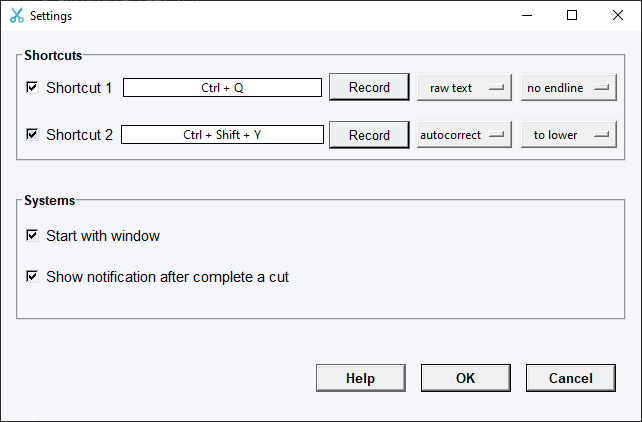 Settings
Shortcuts
Shortcut 1 Ctrl + Q Record raw text no endline
Shortcut 2 Ctrl + Shift + Y Record autocorrect to lower
Systems
Start with window
Show notification after complete a cut
Help OK Cancel